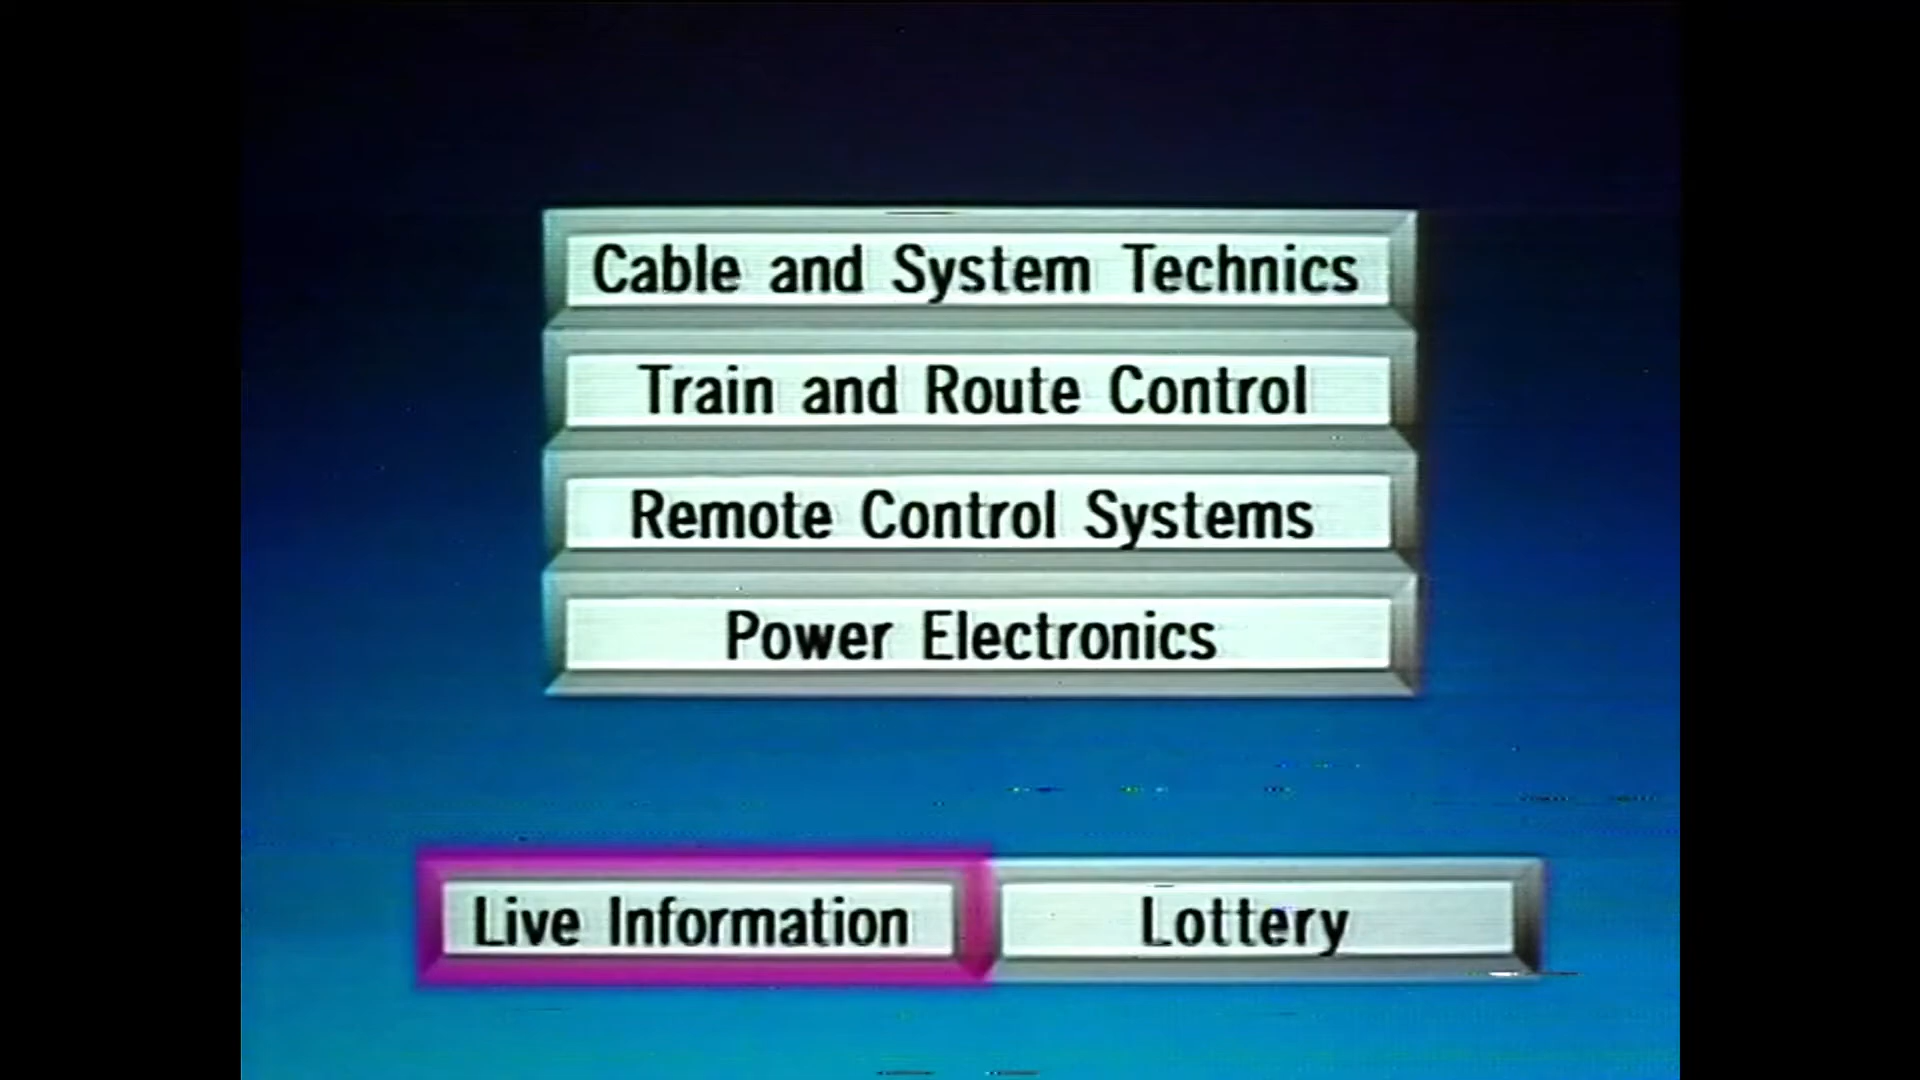 Cable and System Technics
Train and Route Control
Remote Control Systems
Power Electronics
Live Information
Lottery